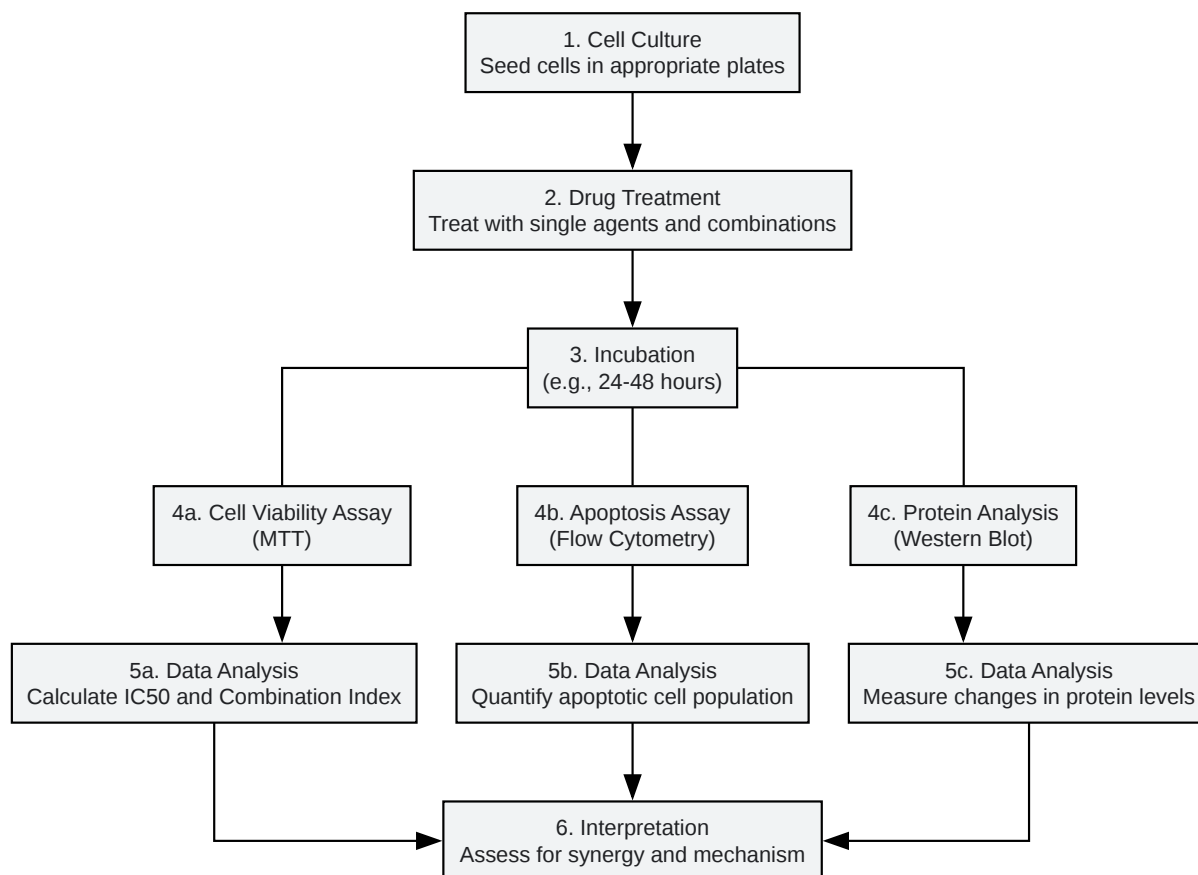 1. Cell Culture
Seed cells in appropriate plates
2. Drug Treatment
Treat with single agents and combinations
3. Incubation
(e.g., 24-48 hours)
4a. Cell Viability Assay
(MTT)
4b. Apoptosis Assay
(Flow Cytometry)
4c. Protein Analysis
(Western Blot)
5a. Data Analysis
Calculate IC50 and Combination Index
5b. Data Analysis
Quantify apoptotic cell population
5c. Data Analysis
Measure changes in protein levels
6. Interpretation
Assess for synergy and mechanism